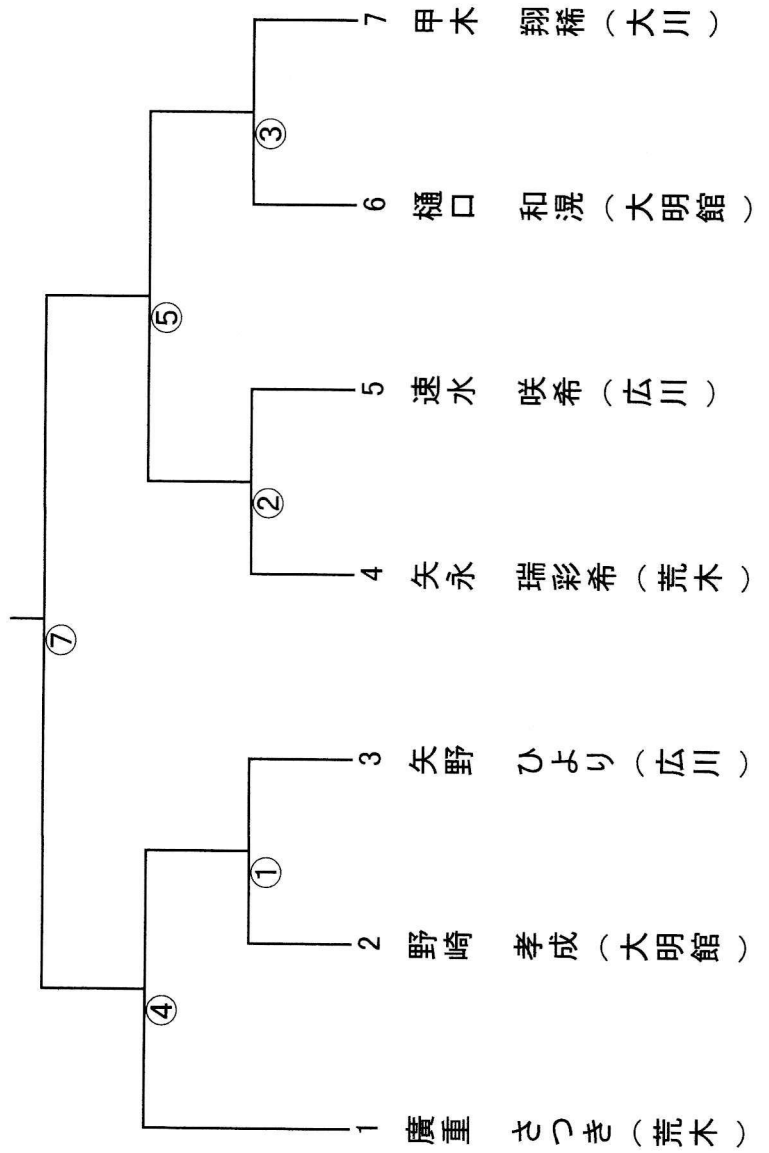 ⑦
④
⑤
①
②
③
1 廣重 さつき（荒木）
2 野崎 孝成（大明館）
3 矢野 ひより（広川）
4 矢永 瑞彩希（荒木）
5 速水 咲希（広川）
6 樋口 和滉（大明館）
7 甲木 翔稀（大川）